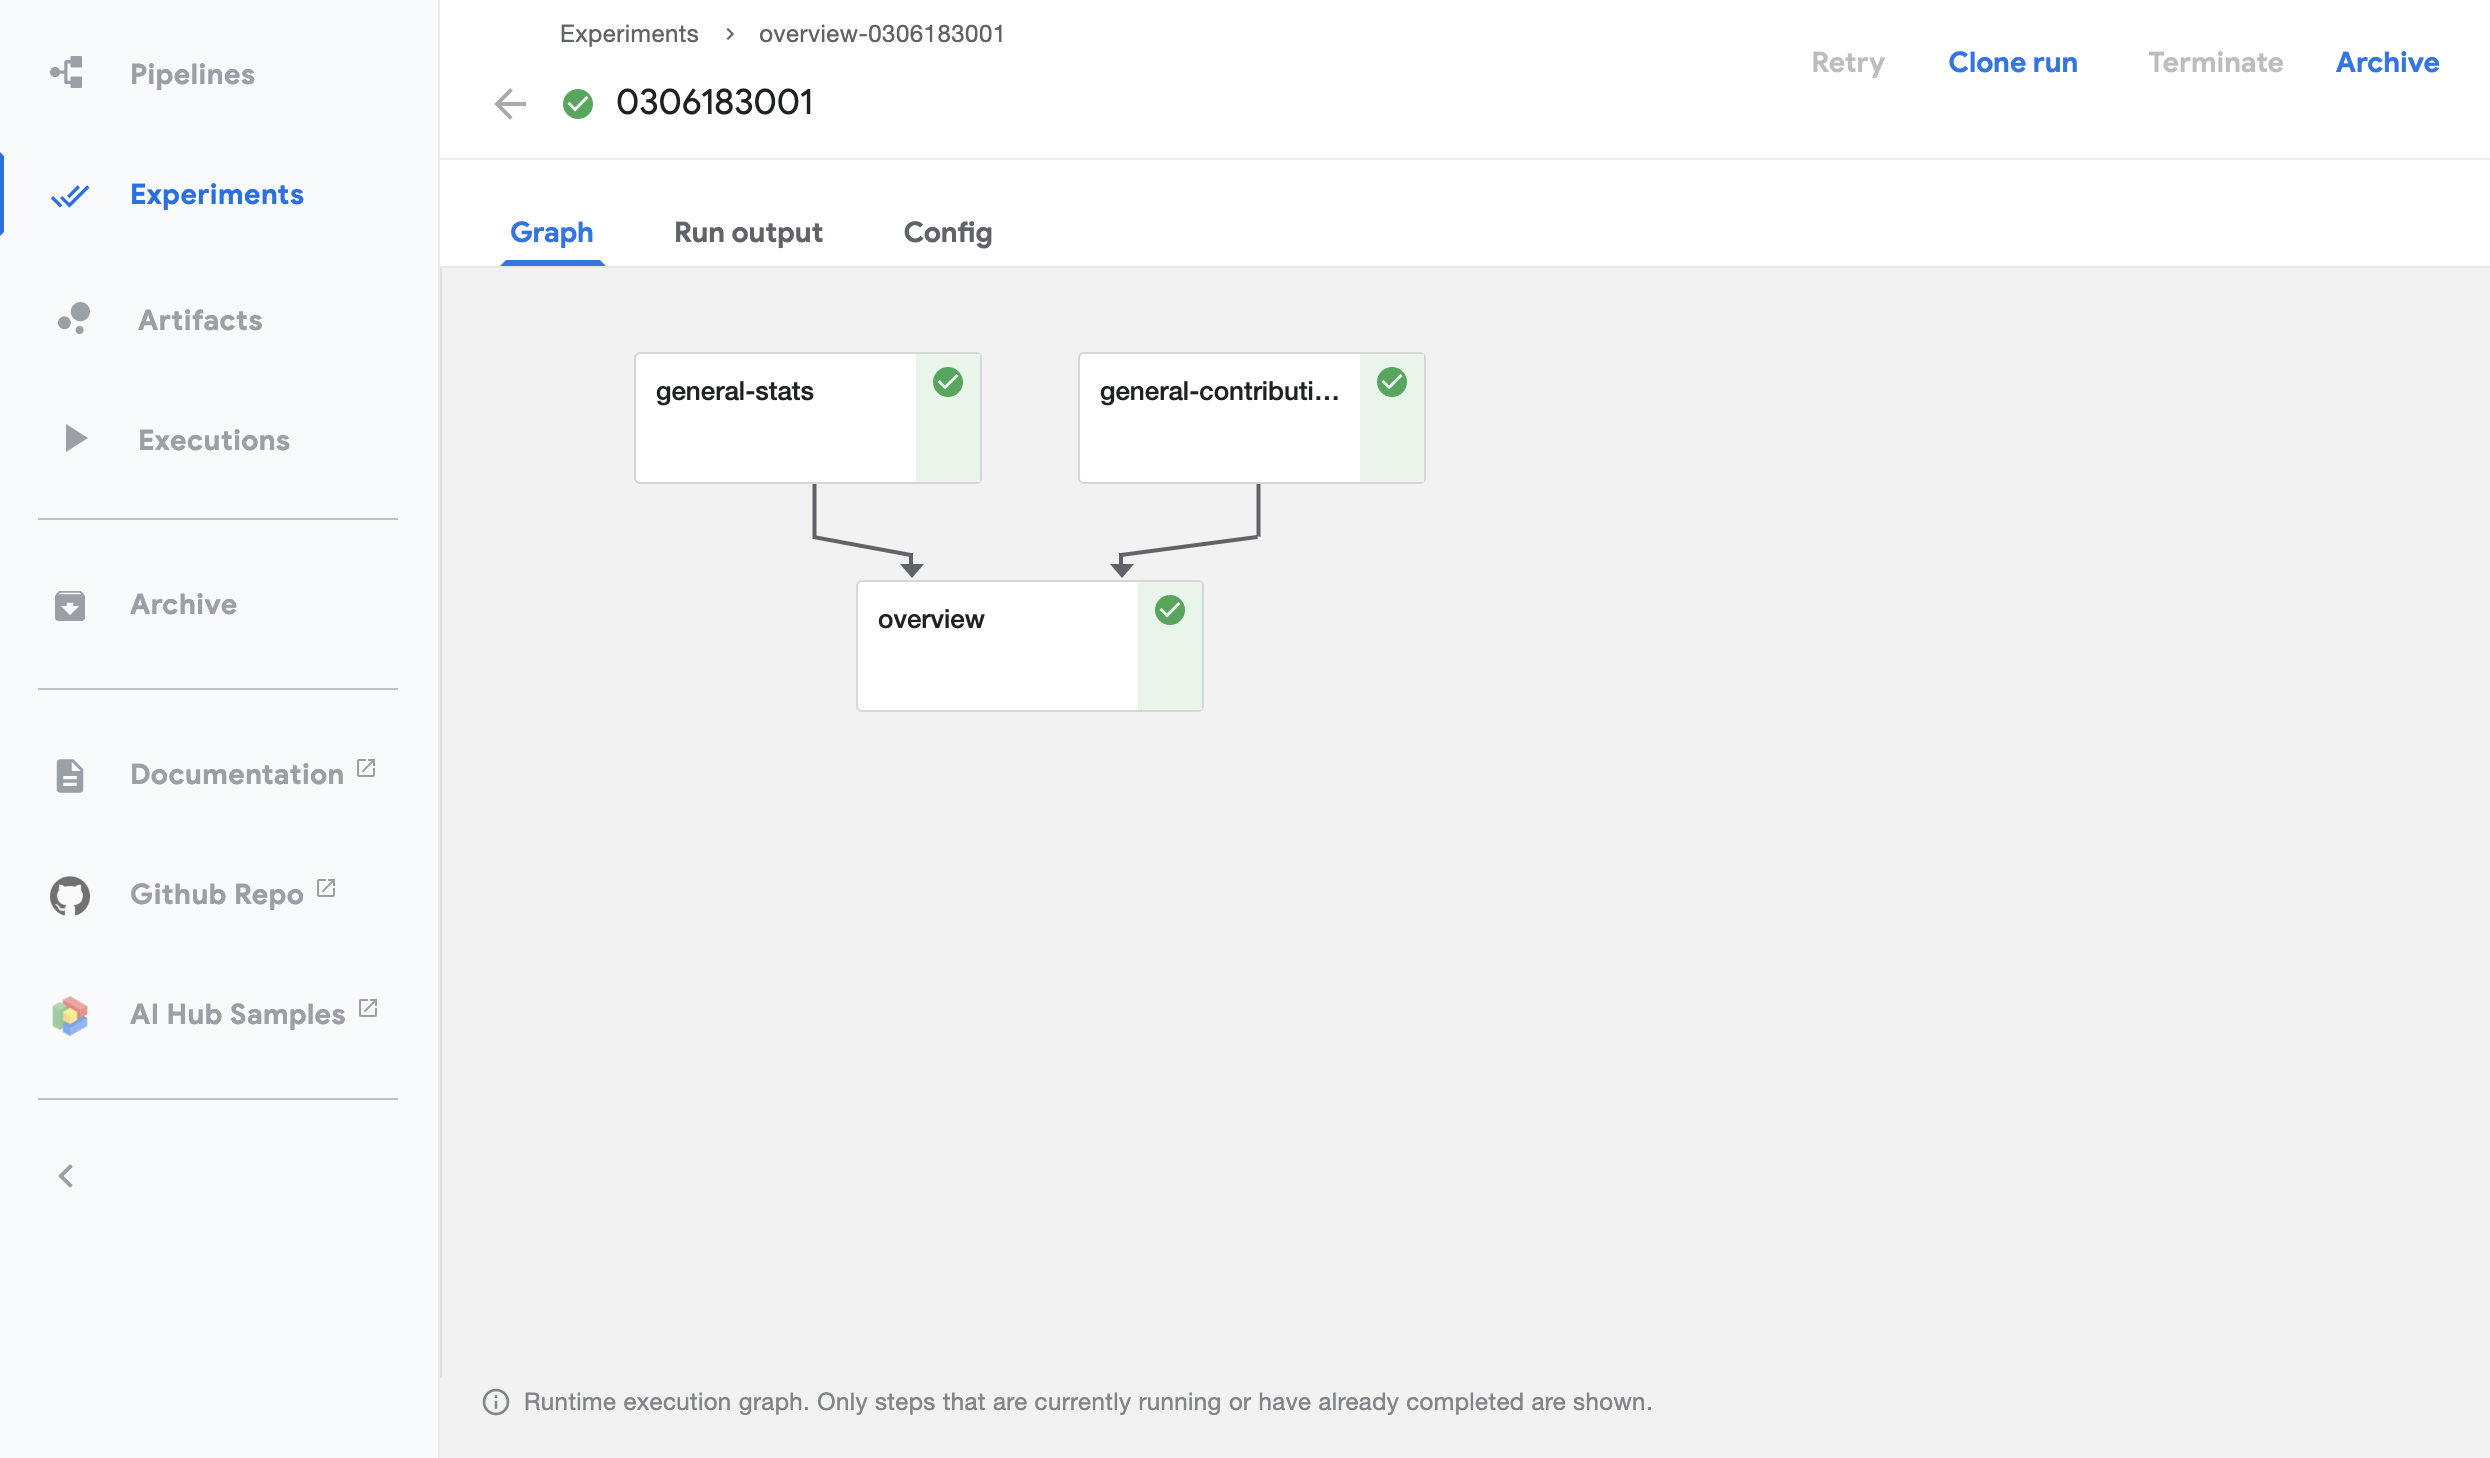 Pipelines
Experiments
Artifacts
Executions
Archive
Documentation
Github Repo
AI Hub Samples
Experiments › overview-0306183001
0306183001
Retry Clone run Terminate Archive
Graph Run output Config
general-stats
general-contributi...
overview
Runtime execution graph. Only steps that are currently running or have already completed are shown.